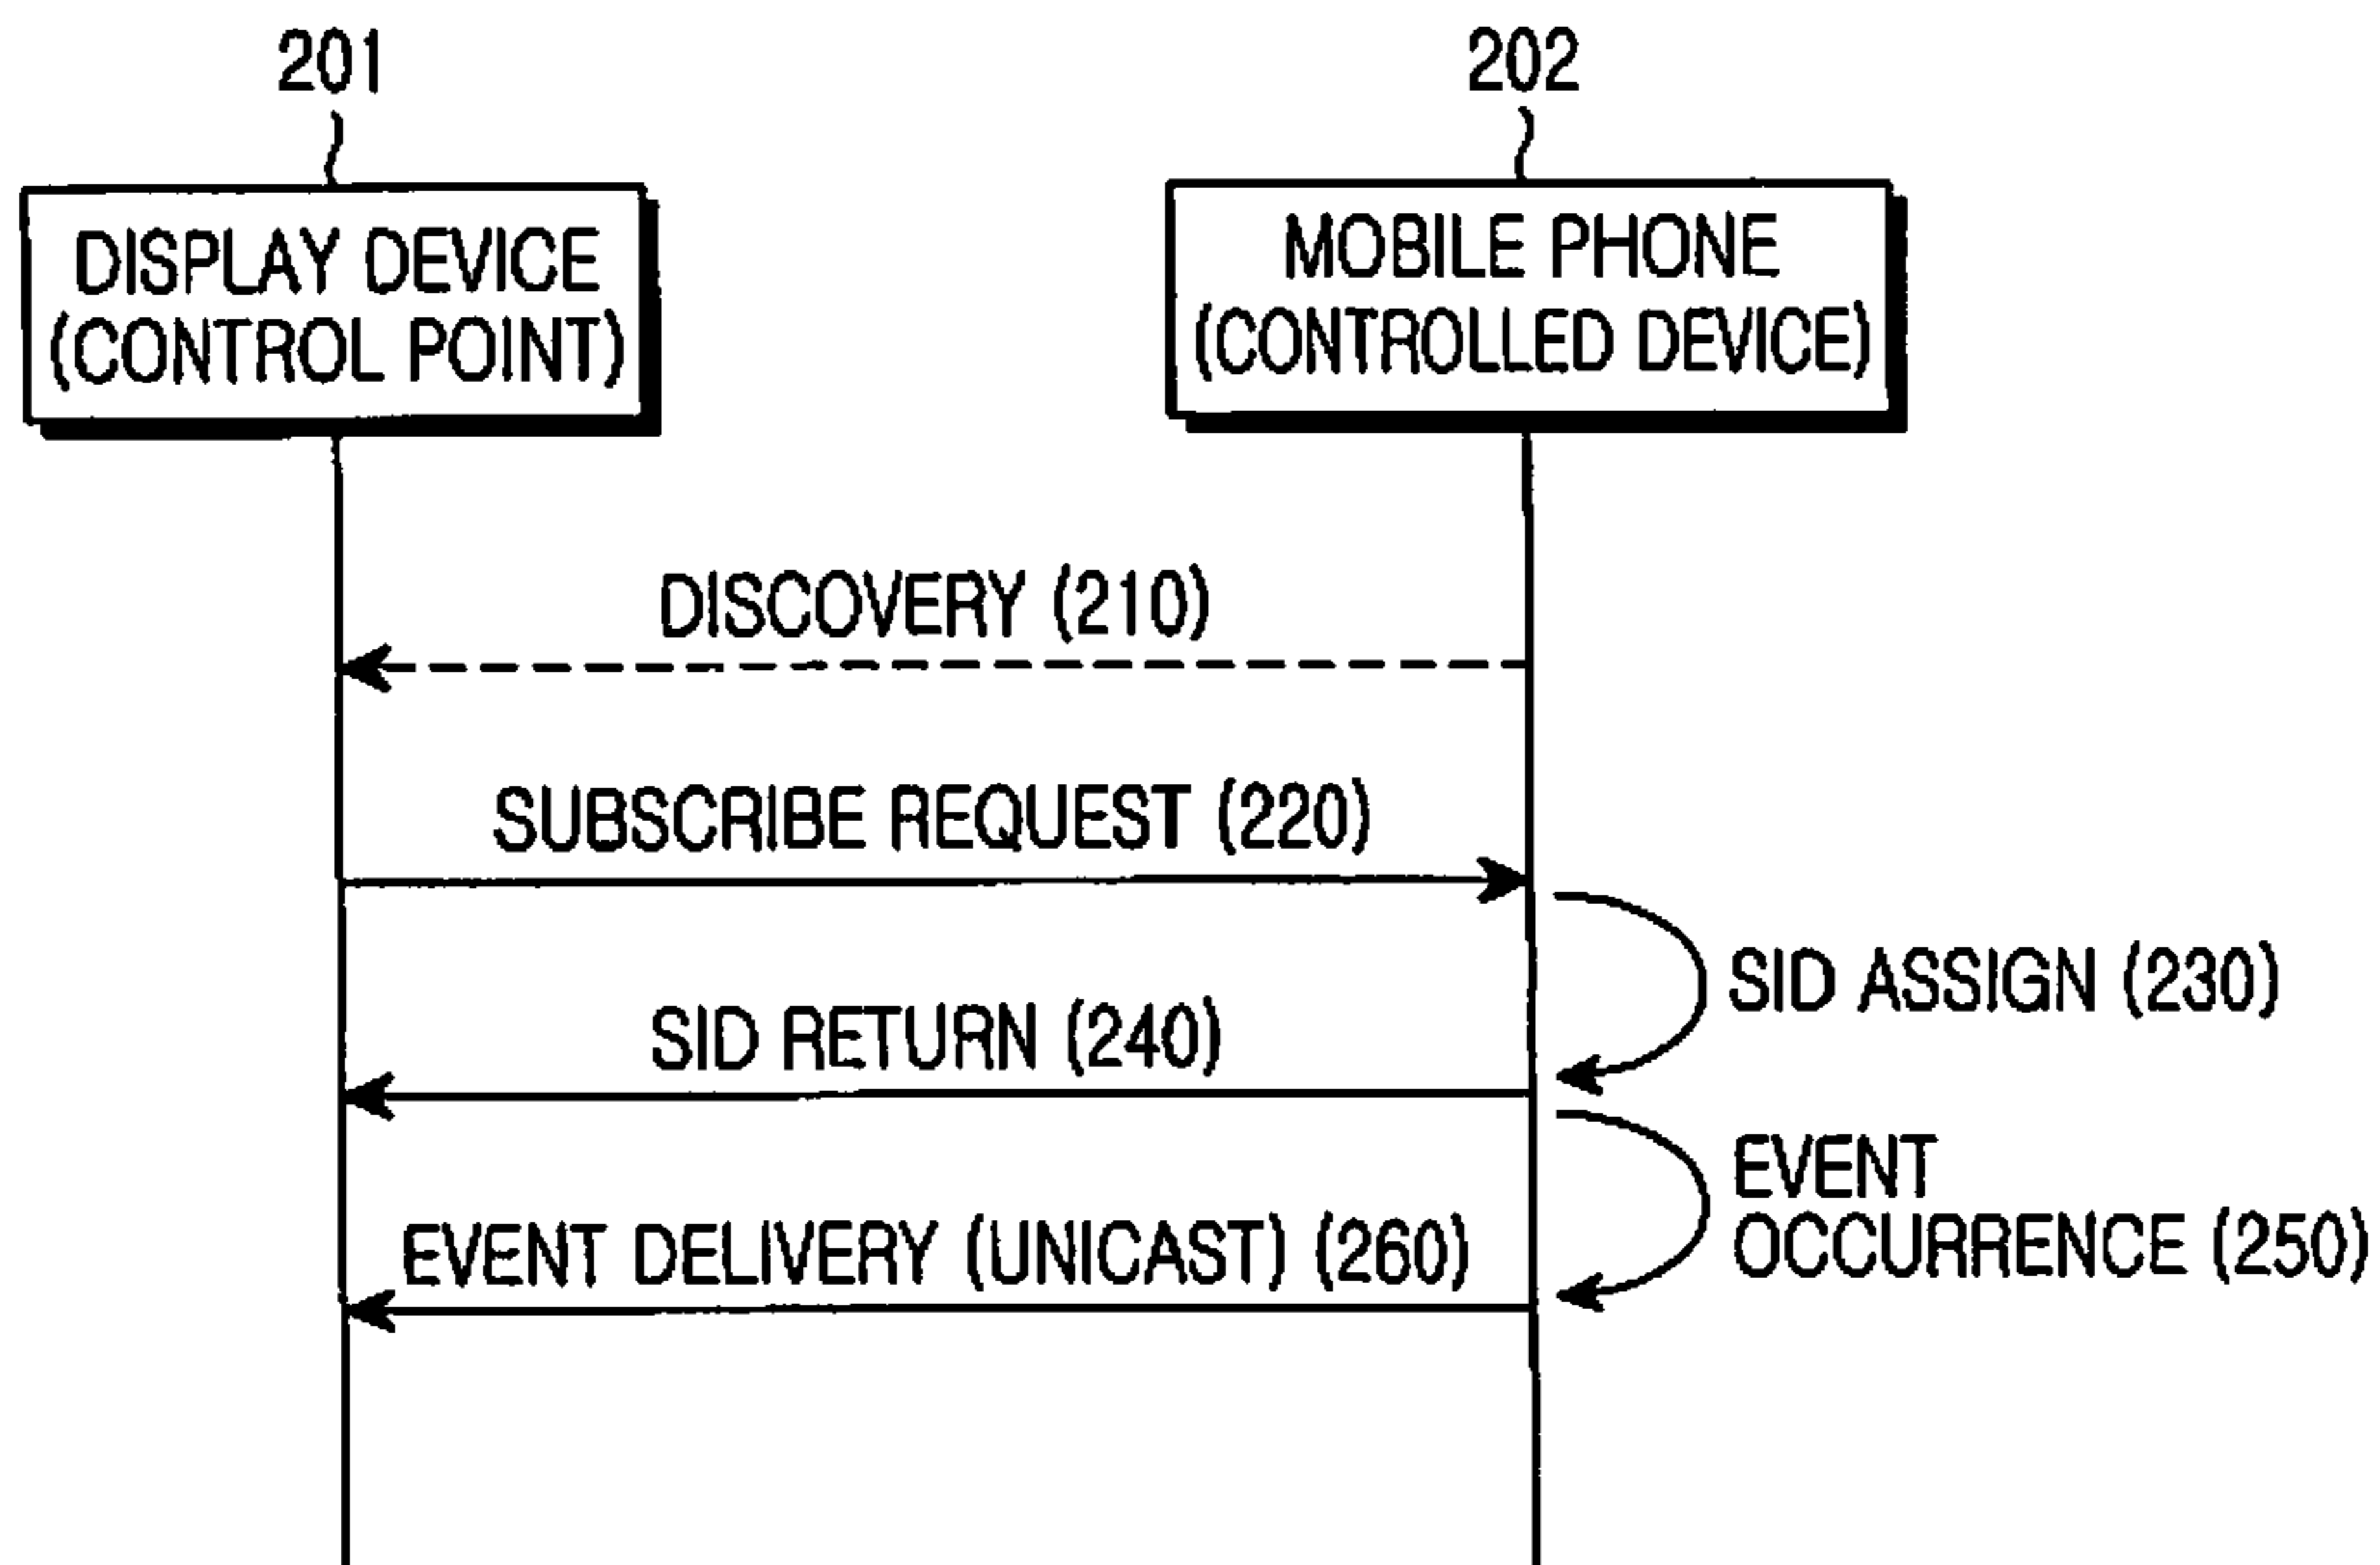 201
202
DISPLAY DEVICE
(CONTROL POINT)
MOBILE PHONE
(CONTROLLED DEVICE)
DISCOVERY (210)
SUBSCRIBE REQUEST (220)
SID ASSIGN (230)
SID RETURN (240)
EVENT
OCCURRENCE (250)
EVENT DELIVERY (UNICAST) (260)